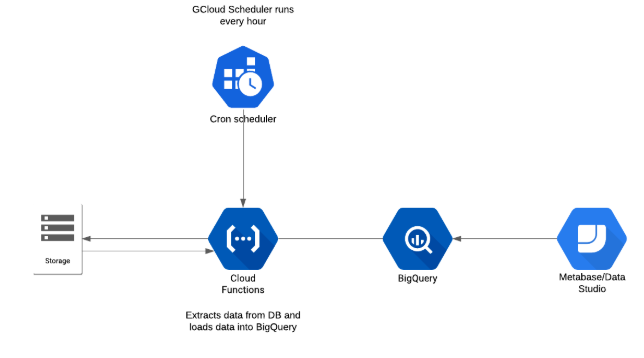 GCloud Scheduler runs
every hour
Cron scheduler
Storage
Cloud
Functions
BigQuery
Metabase/Data
Studio
Extracts data from DB and
loads data into BigQuery